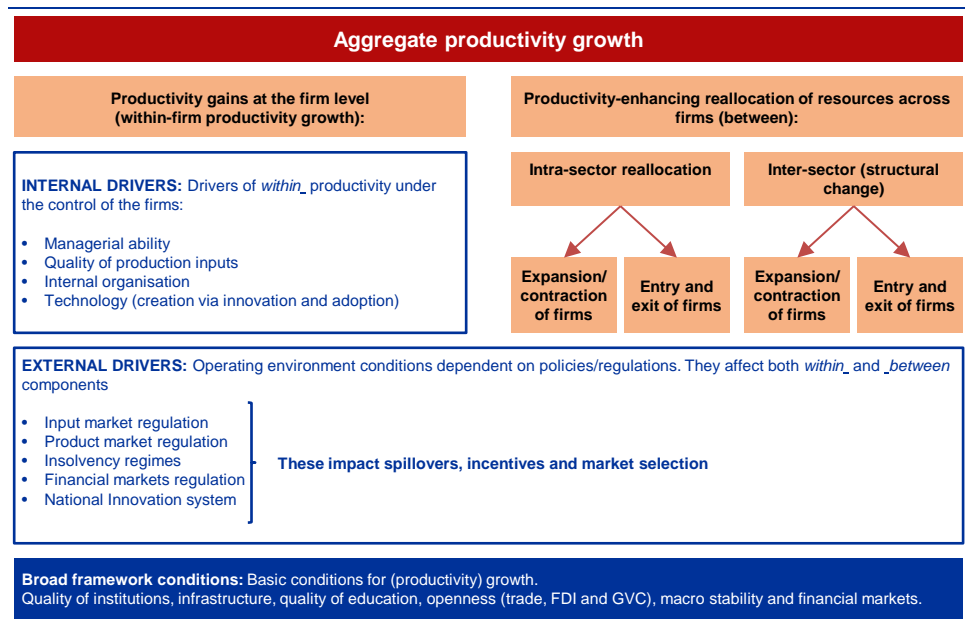 Aggregate productivity growth
Productivity gains at the firm level
(within-firm productivity growth):
Productivity-enhancing reallocation of resources across
firms (between):
INTERNAL DRIVERS: Drivers of within_ productivity under
the control of the firms:
• Managerial ability
• Quality of production inputs
• Internal organisation
• Technology (creation via innovation and adoption)
Intra-sector reallocation
Inter-sector (structural
change)
Expansion/
contraction
of firms
Entry and
exit of firms
Expansion/
contraction
of firms
Entry and
exit of firms
EXTERNAL DRIVERS: Operating environment conditions dependent on policies/regulations. They affect both within_ and _between
components
• Input market regulation
• Product market regulation
• Insolvency regimes
• Financial markets regulation
• National Innovation system
These impact spillovers, incentives and market selection
Broad framework conditions: Basic conditions for (productivity) growth.
Quality of institutions, infrastructure, quality of education, openness (trade, FDI and GVC), macro stability and financial markets.